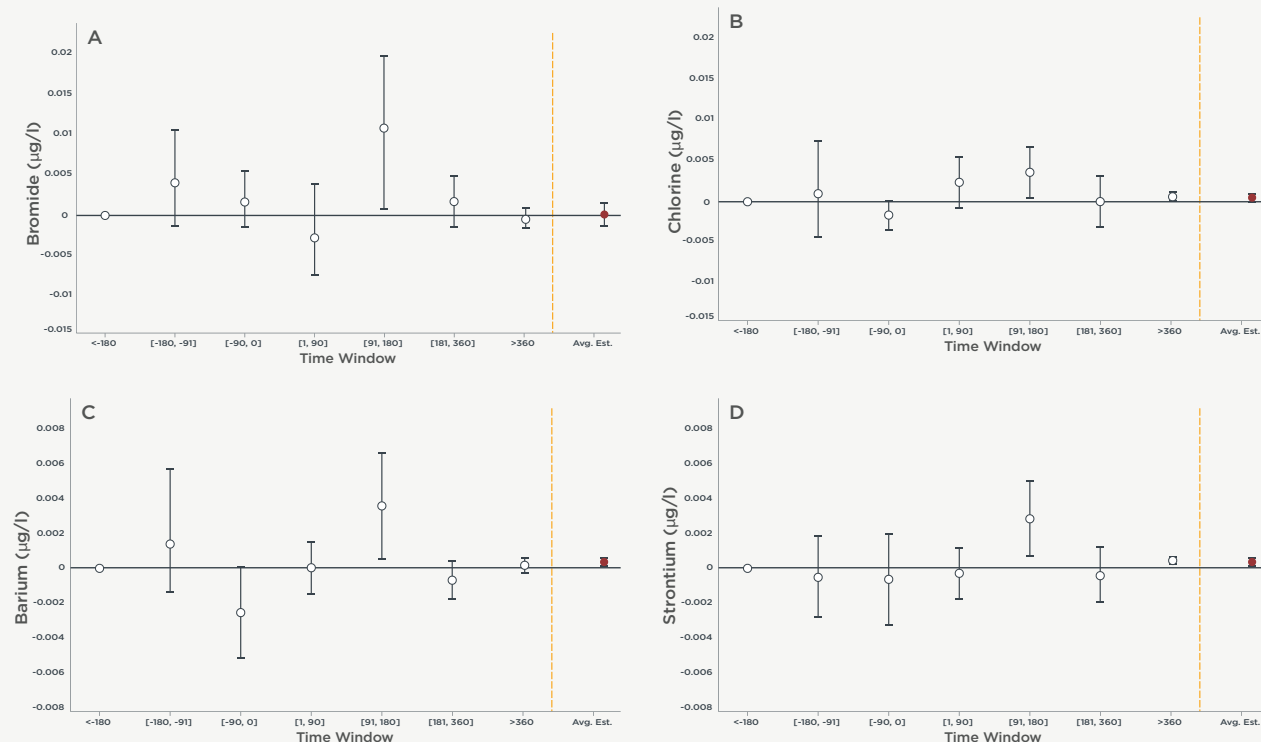 A
Bromide (µg/l)
0.02
0.015
0.01
0.005
0
-0.005
-0.01
-0.015
<-180 [-180, -91] [-90, 0] [1, 90] [91, 180] [181, 360] >360 Avg. Est.
Time Window
B
Chlorine (µg/l)
0.02
0.015
0.01
0.005
0
-0.005
-0.01
-0.015
<-180 [-180, -91] [-90, 0] [1, 90] [91, 180] [181, 360] >360 Avg. Est.
Time Window
C
Barium (µg/l)
0.008
0.006
0.004
0.002
0
-0.002
-0.004
-0.006
-0.008
<-180 [-180, -91] [-90, 0] [1, 90] [91, 180] [181, 360] >360 Avg. Est.
Time Window
D
Strontium (µg/l)
0.008
0.006
0.004
0.002
0
-0.002
-0.004
-0.006
-0.008
<-180 [-180, -91] [-90, 0] [1, 90] [91, 180] [181, 360] >360 Avg. Est.
Time Window